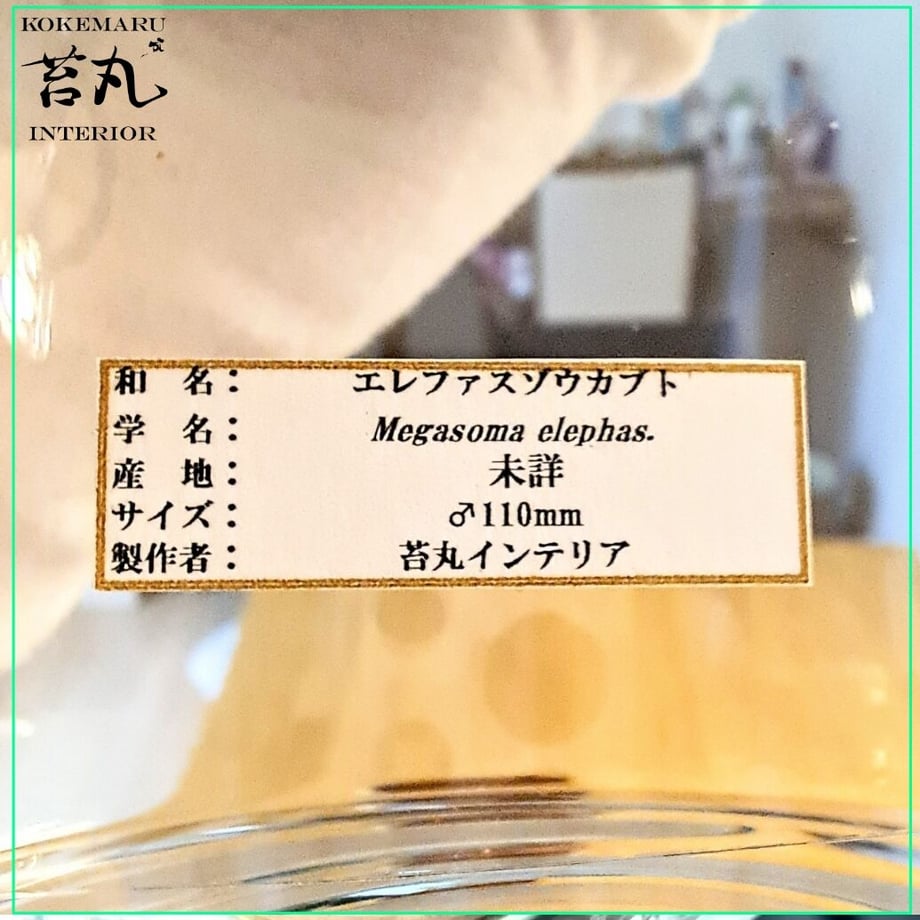 KOKEMARU
苔丸
INTERIOR
和 名： エレファスゾウカブト
学 名： Megasoma elephas.
産 地： 未詳
サイズ： ♂110mm
製作者： 苔丸インテリア